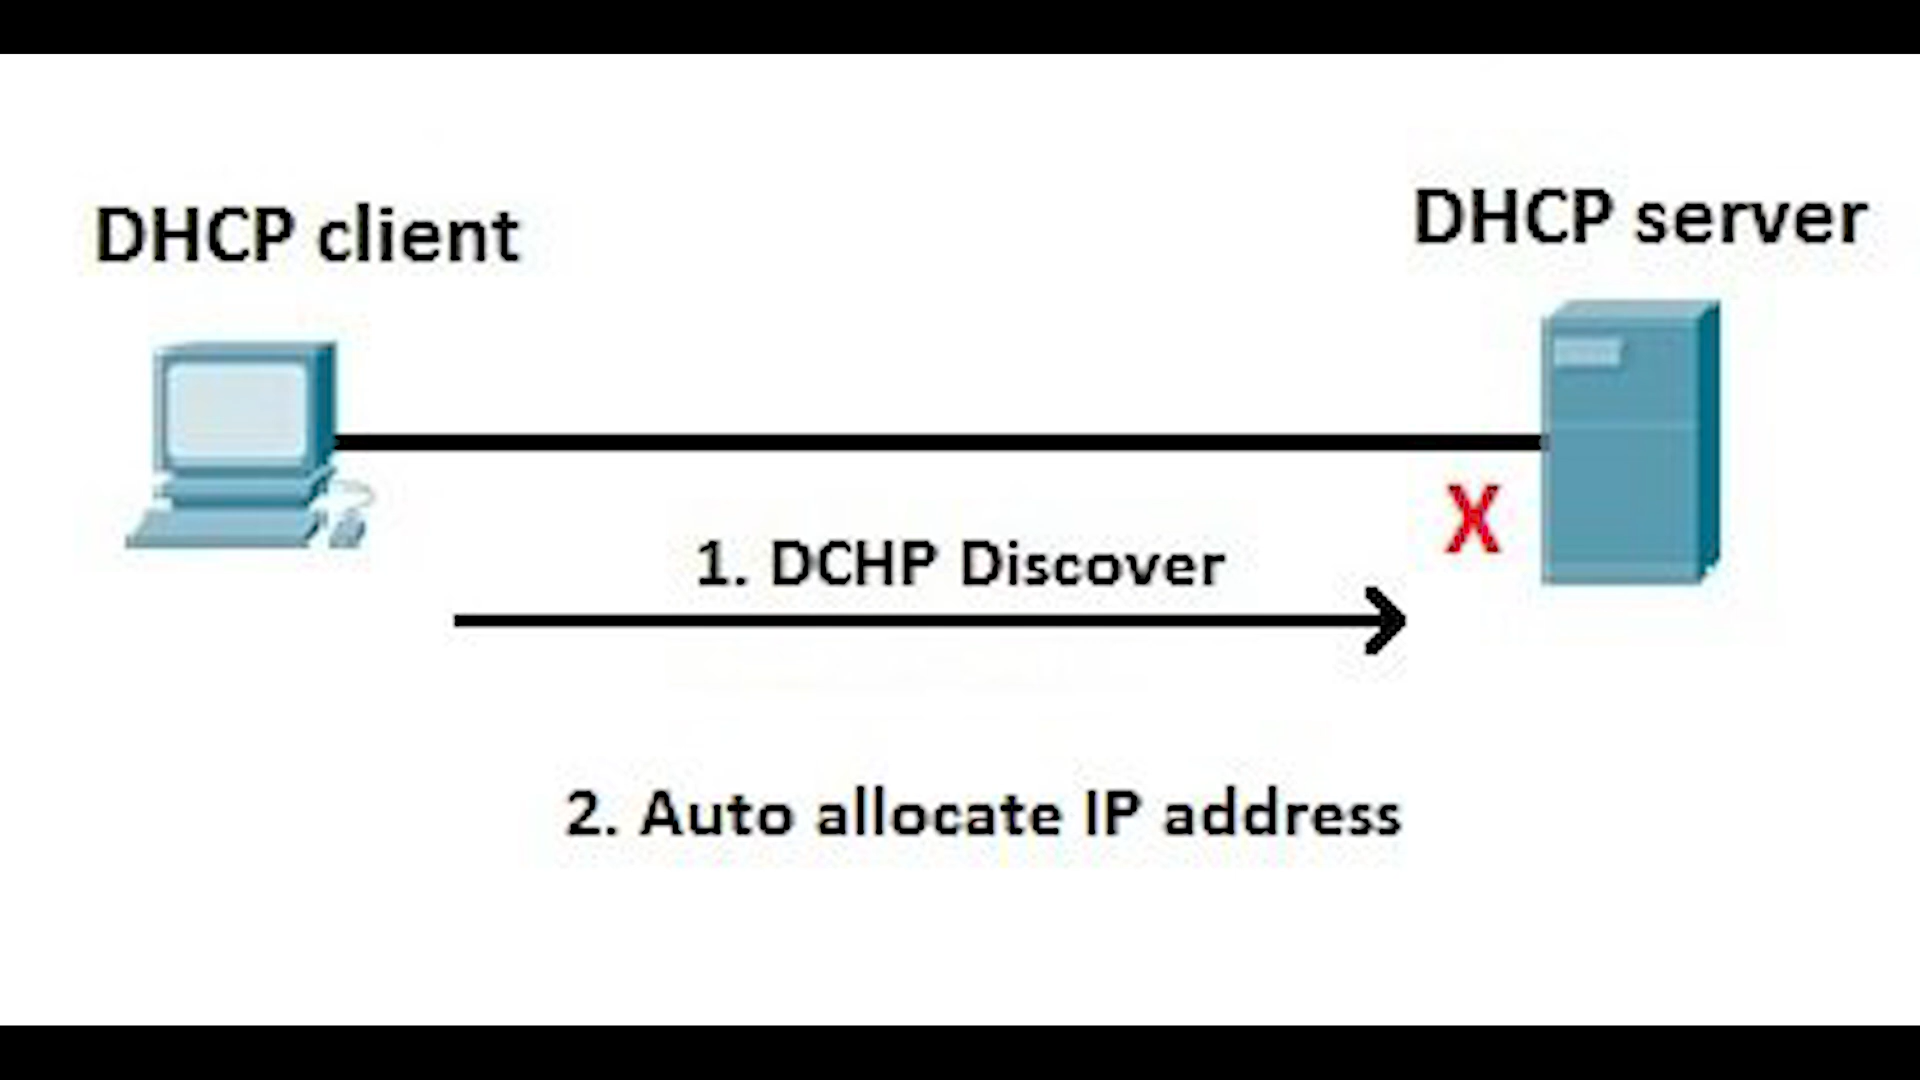 DHCP client
DHCP server
X
1. DCHP Discover
2. Auto allocate IP address